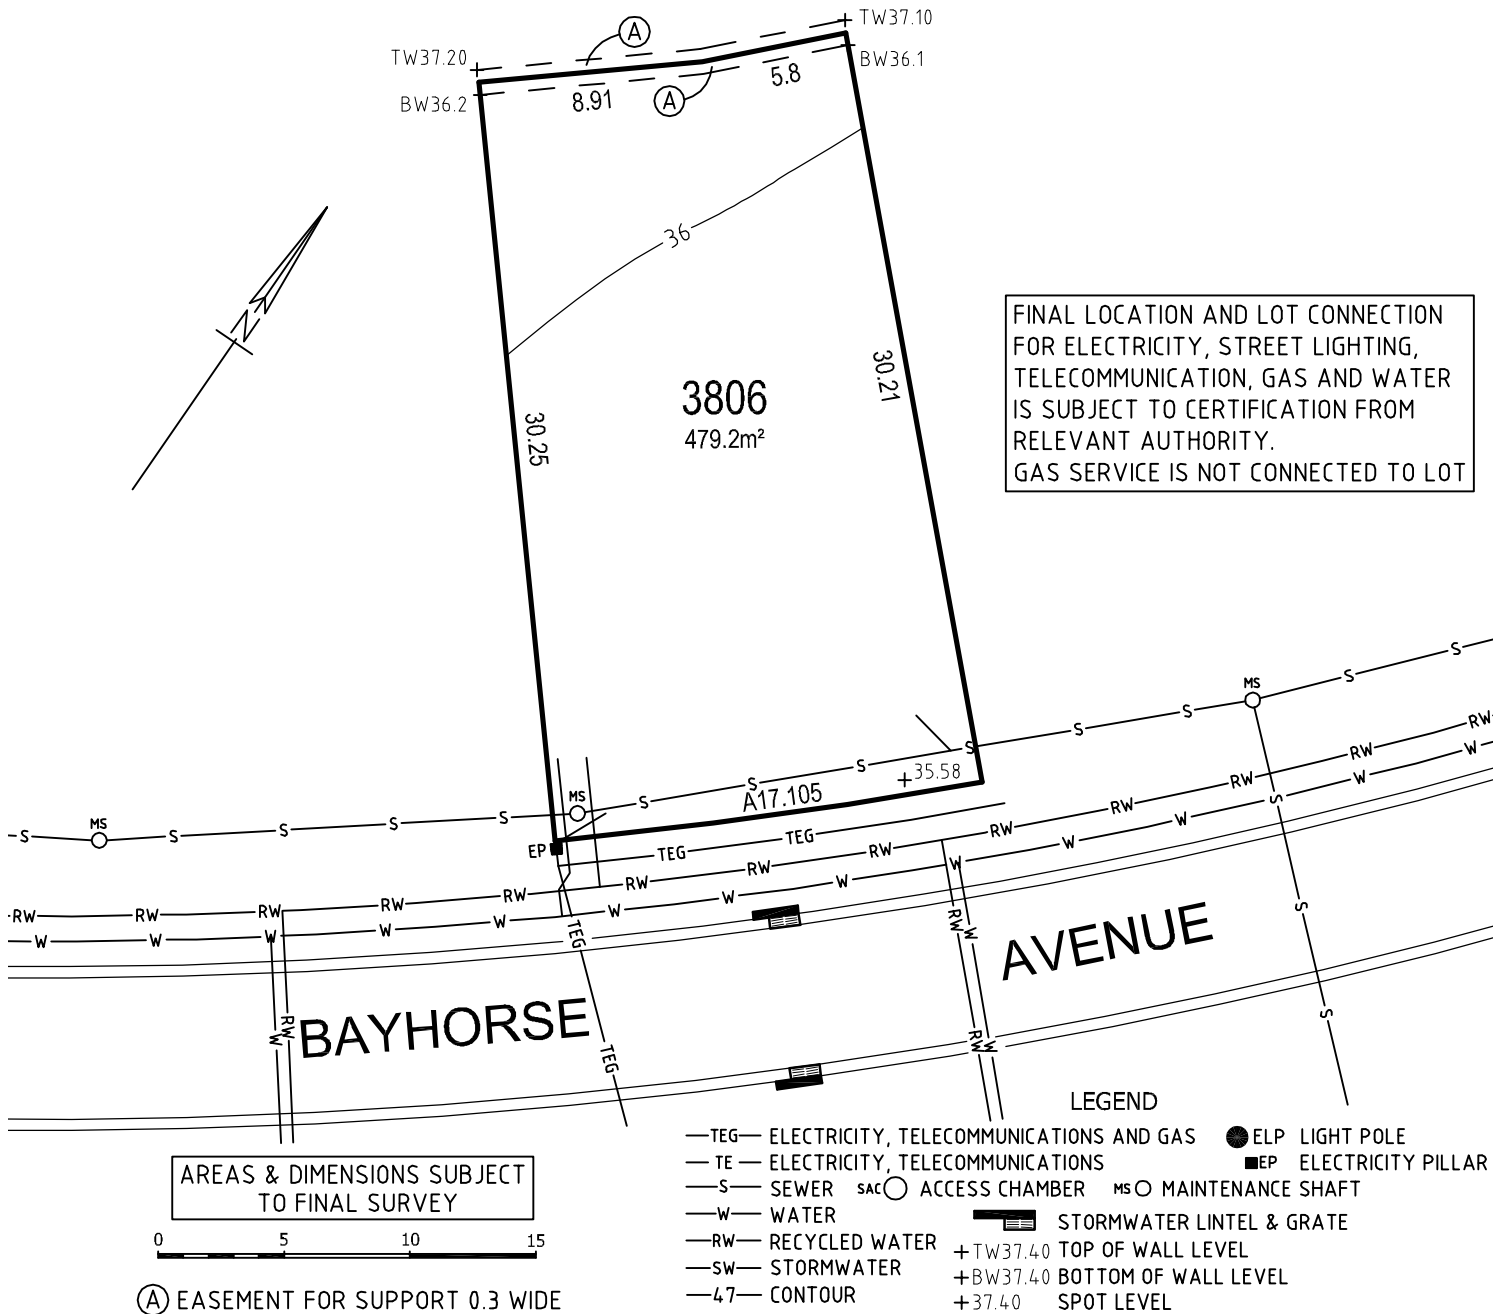 TW37.10
TW37.20
A
BW36.1
BW36.2
8.91
A
5.8
36
N
3806
479.2m²
30.25
30.21
FINAL LOCATION AND LOT CONNECTION
FOR ELECTRICITY, STREET LIGHTING,
TELECOMMUNICATION, GAS AND WATER
IS SUBJECT TO CERTIFICATION FROM
RELEVANT AUTHORITY.
GAS SERVICE IS NOT CONNECTED TO LOT
S MS S S S S MS S S S S S S MS S S
35.58
A17.105
EP
TEG TEG
RW RW RW RW RW RW RW RW RW RW RW RW RW
W W W W W W W W W W W W W
TEG
TEG
RW W
RW W
RW W
S
S
S
BAYHORSE AVENUE
AREAS & DIMENSIONS SUBJECT
TO FINAL SURVEY
0 5 10 15
A EASEMENT FOR SUPPORT 0.3 WIDE
LEGEND
TEG ELECTRICITY, TELECOMMUNICATIONS AND GAS ELP LIGHT POLE
TE ELECTRICITY, TELECOMMUNICATIONS EP ELECTRICITY PILLAR
S SEWER SAC ACCESS CHAMBER MS MAINTENANCE SHAFT
W WATER STORMWATER LINTEL & GRATE
RW RECYCLED WATER +TW37.40 TOP OF WALL LEVEL
SW STORMWATER +BW37.40 BOTTOM OF WALL LEVEL
47 CONTOUR +37.40 SPOT LEVEL